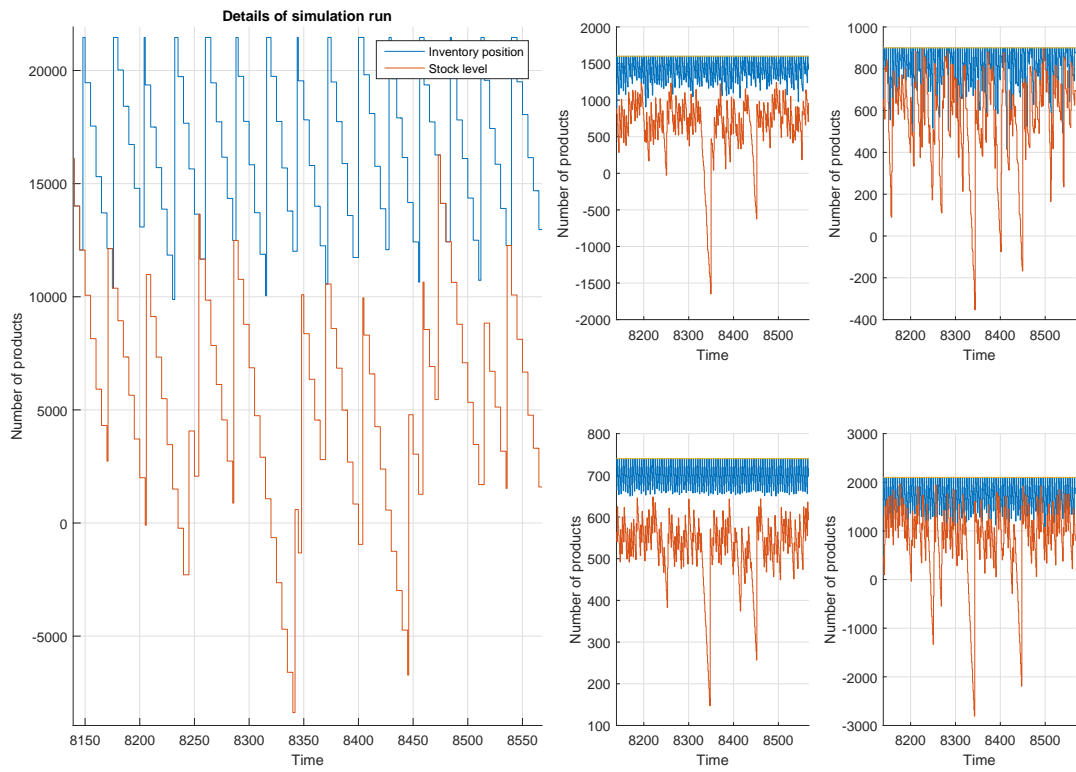 Details of simulation run
Inventory position
Stock level
20000
15000
10000
5000
0
-5000
8150 8200 8250 8300 8350 8400 8450 8500 8550
Time
Number of products
2000
1500
1000
500
0
-500
-1000
-1500
-2000
8200 8300 8400 8500
Time
Number of products
1000
800
600
400
200
0
-200
-400
8200 8300 8400 8500
Time
Number of products
800
700
600
500
400
300
200
100
8200 8300 8400 8500
Time
Number of products
3000
2000
1000
0
-1000
-2000
-3000
8200 8300 8400 8500
Time
Number of products